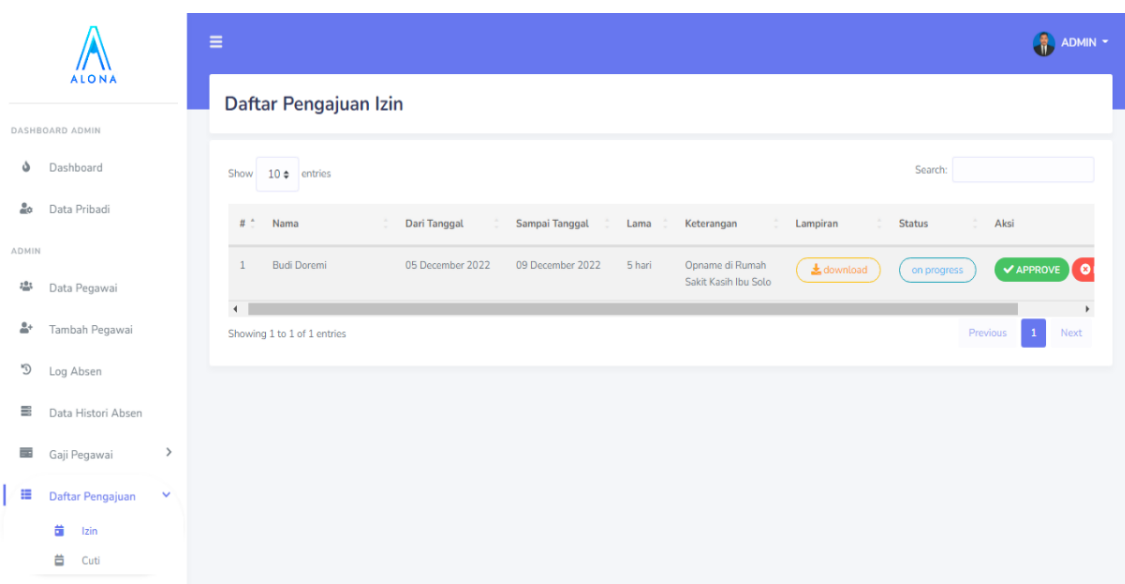 ALONA
DASHBOARD ADMIN
Dashboard
Data Pribadi
ADMIN
Data Pegawai
Tambah Pegawai
Log Absen
Data Histori Absen
Gaji Pegawai
Daftar Pengajuan
Izin
Cuti
ADMIN
Daftar Pengajuan Izin
Show 10 entries
Search:
# Nama Dari Tanggal Sampai Tanggal Lama Keterangan Lampiran Status Aksi
1 Budi Doremi 05 December 2022 09 December 2022 5 hari Opname di Rumah download on progress APPROVE
Sakit Kasih Ibu Solo
Showing 1 to 1 of 1 entries
Previous 1 Next